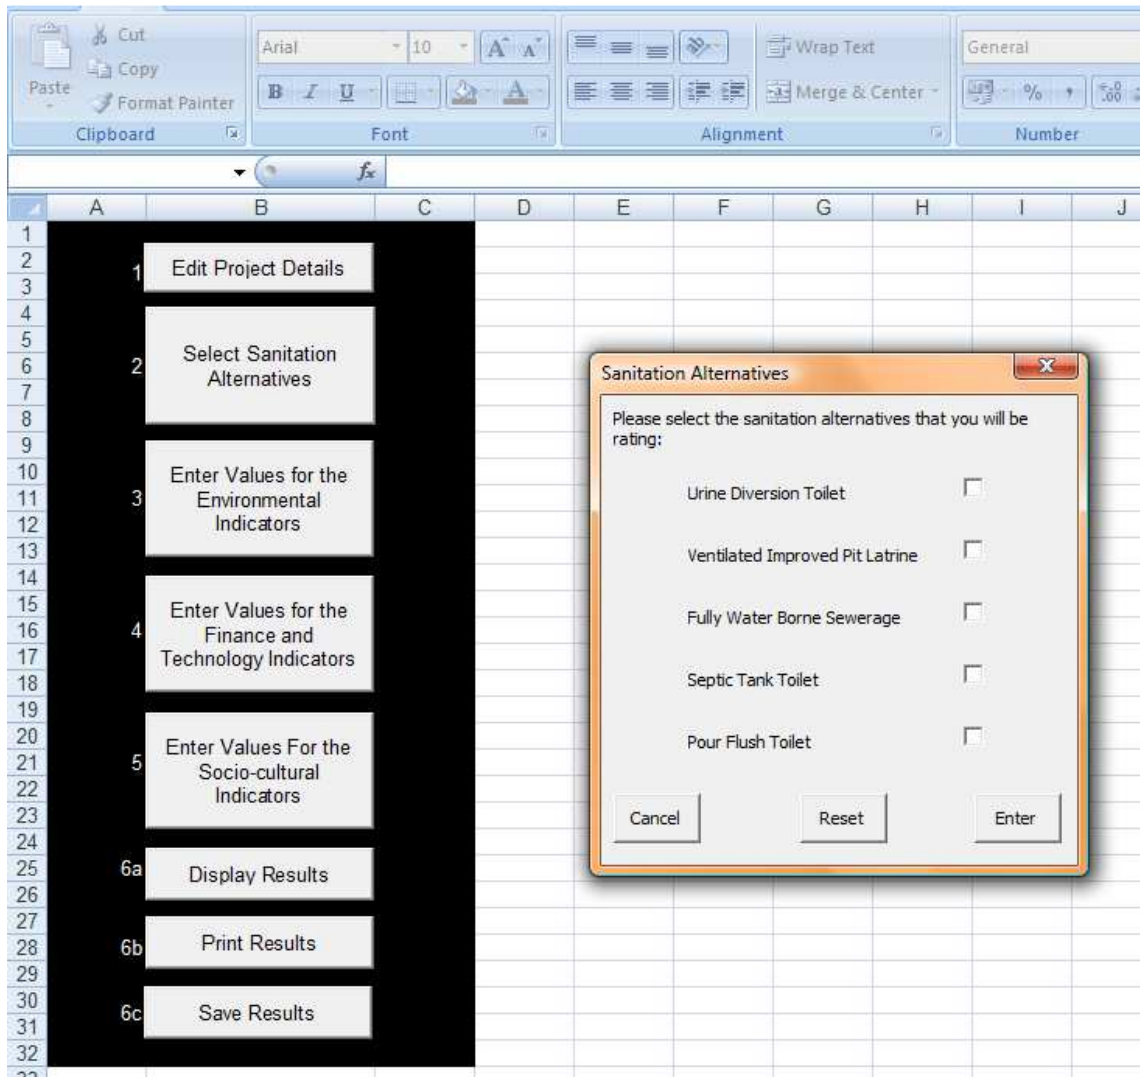 Cut
Copy
Paste
Format Painter
Clipboard
Arial
10
A A
B I U
A
Font
Wrap Text
Merge & Center
Alignment
General
% ,
.00
Number
fx
A B C D E F G H I J
1
2
3
4
5
6
7
8
9
10
11
12
13
14
15
16
17
18
19
20
21
22
23
24
25
26
27
28
29
30
31
32
33
1 Edit Project Details
2 Select Sanitation
Alternatives
3 Enter Values for the
Environmental
Indicators
4 Enter Values for the
Finance and
Technology Indicators
5 Enter Values For the
Socio-cultural
Indicators
6a Display Results
6b Print Results
6c Save Results
Sanitation Alternatives
Please select the sanitation alternatives that you will be
rating:
Urine Diversion Toilet
Ventilated Improved Pit Latrine
Fully Water Borne Sewerage
Septic Tank Toilet
Pour Flush Toilet
Cancel Reset Enter